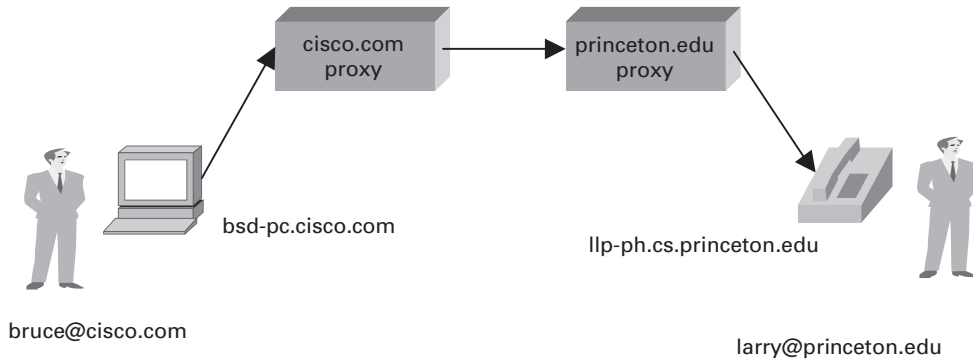 cisco.com
proxy
princeton.edu
proxy
bsd-pc.cisco.com
llp-ph.cs.princeton.edu
bruce@cisco.com
larry@princeton.edu